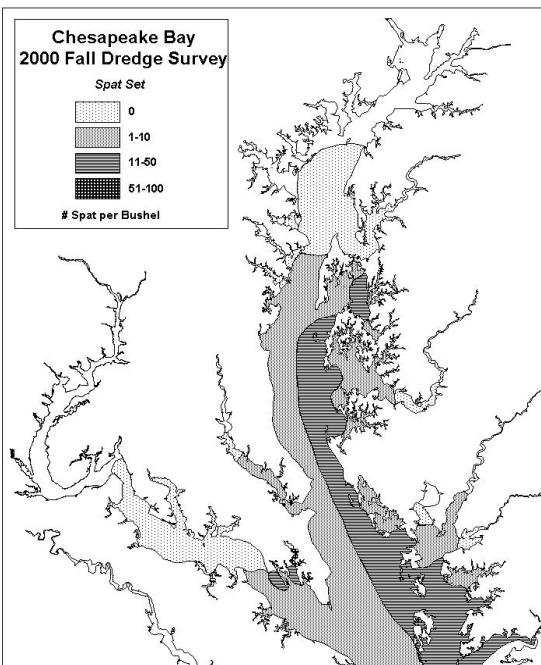 Chesapeake Bay
2000 Fall Dredge Survey
Spat Set
0
1-10
11-50
51-100
# Spat per Bushel